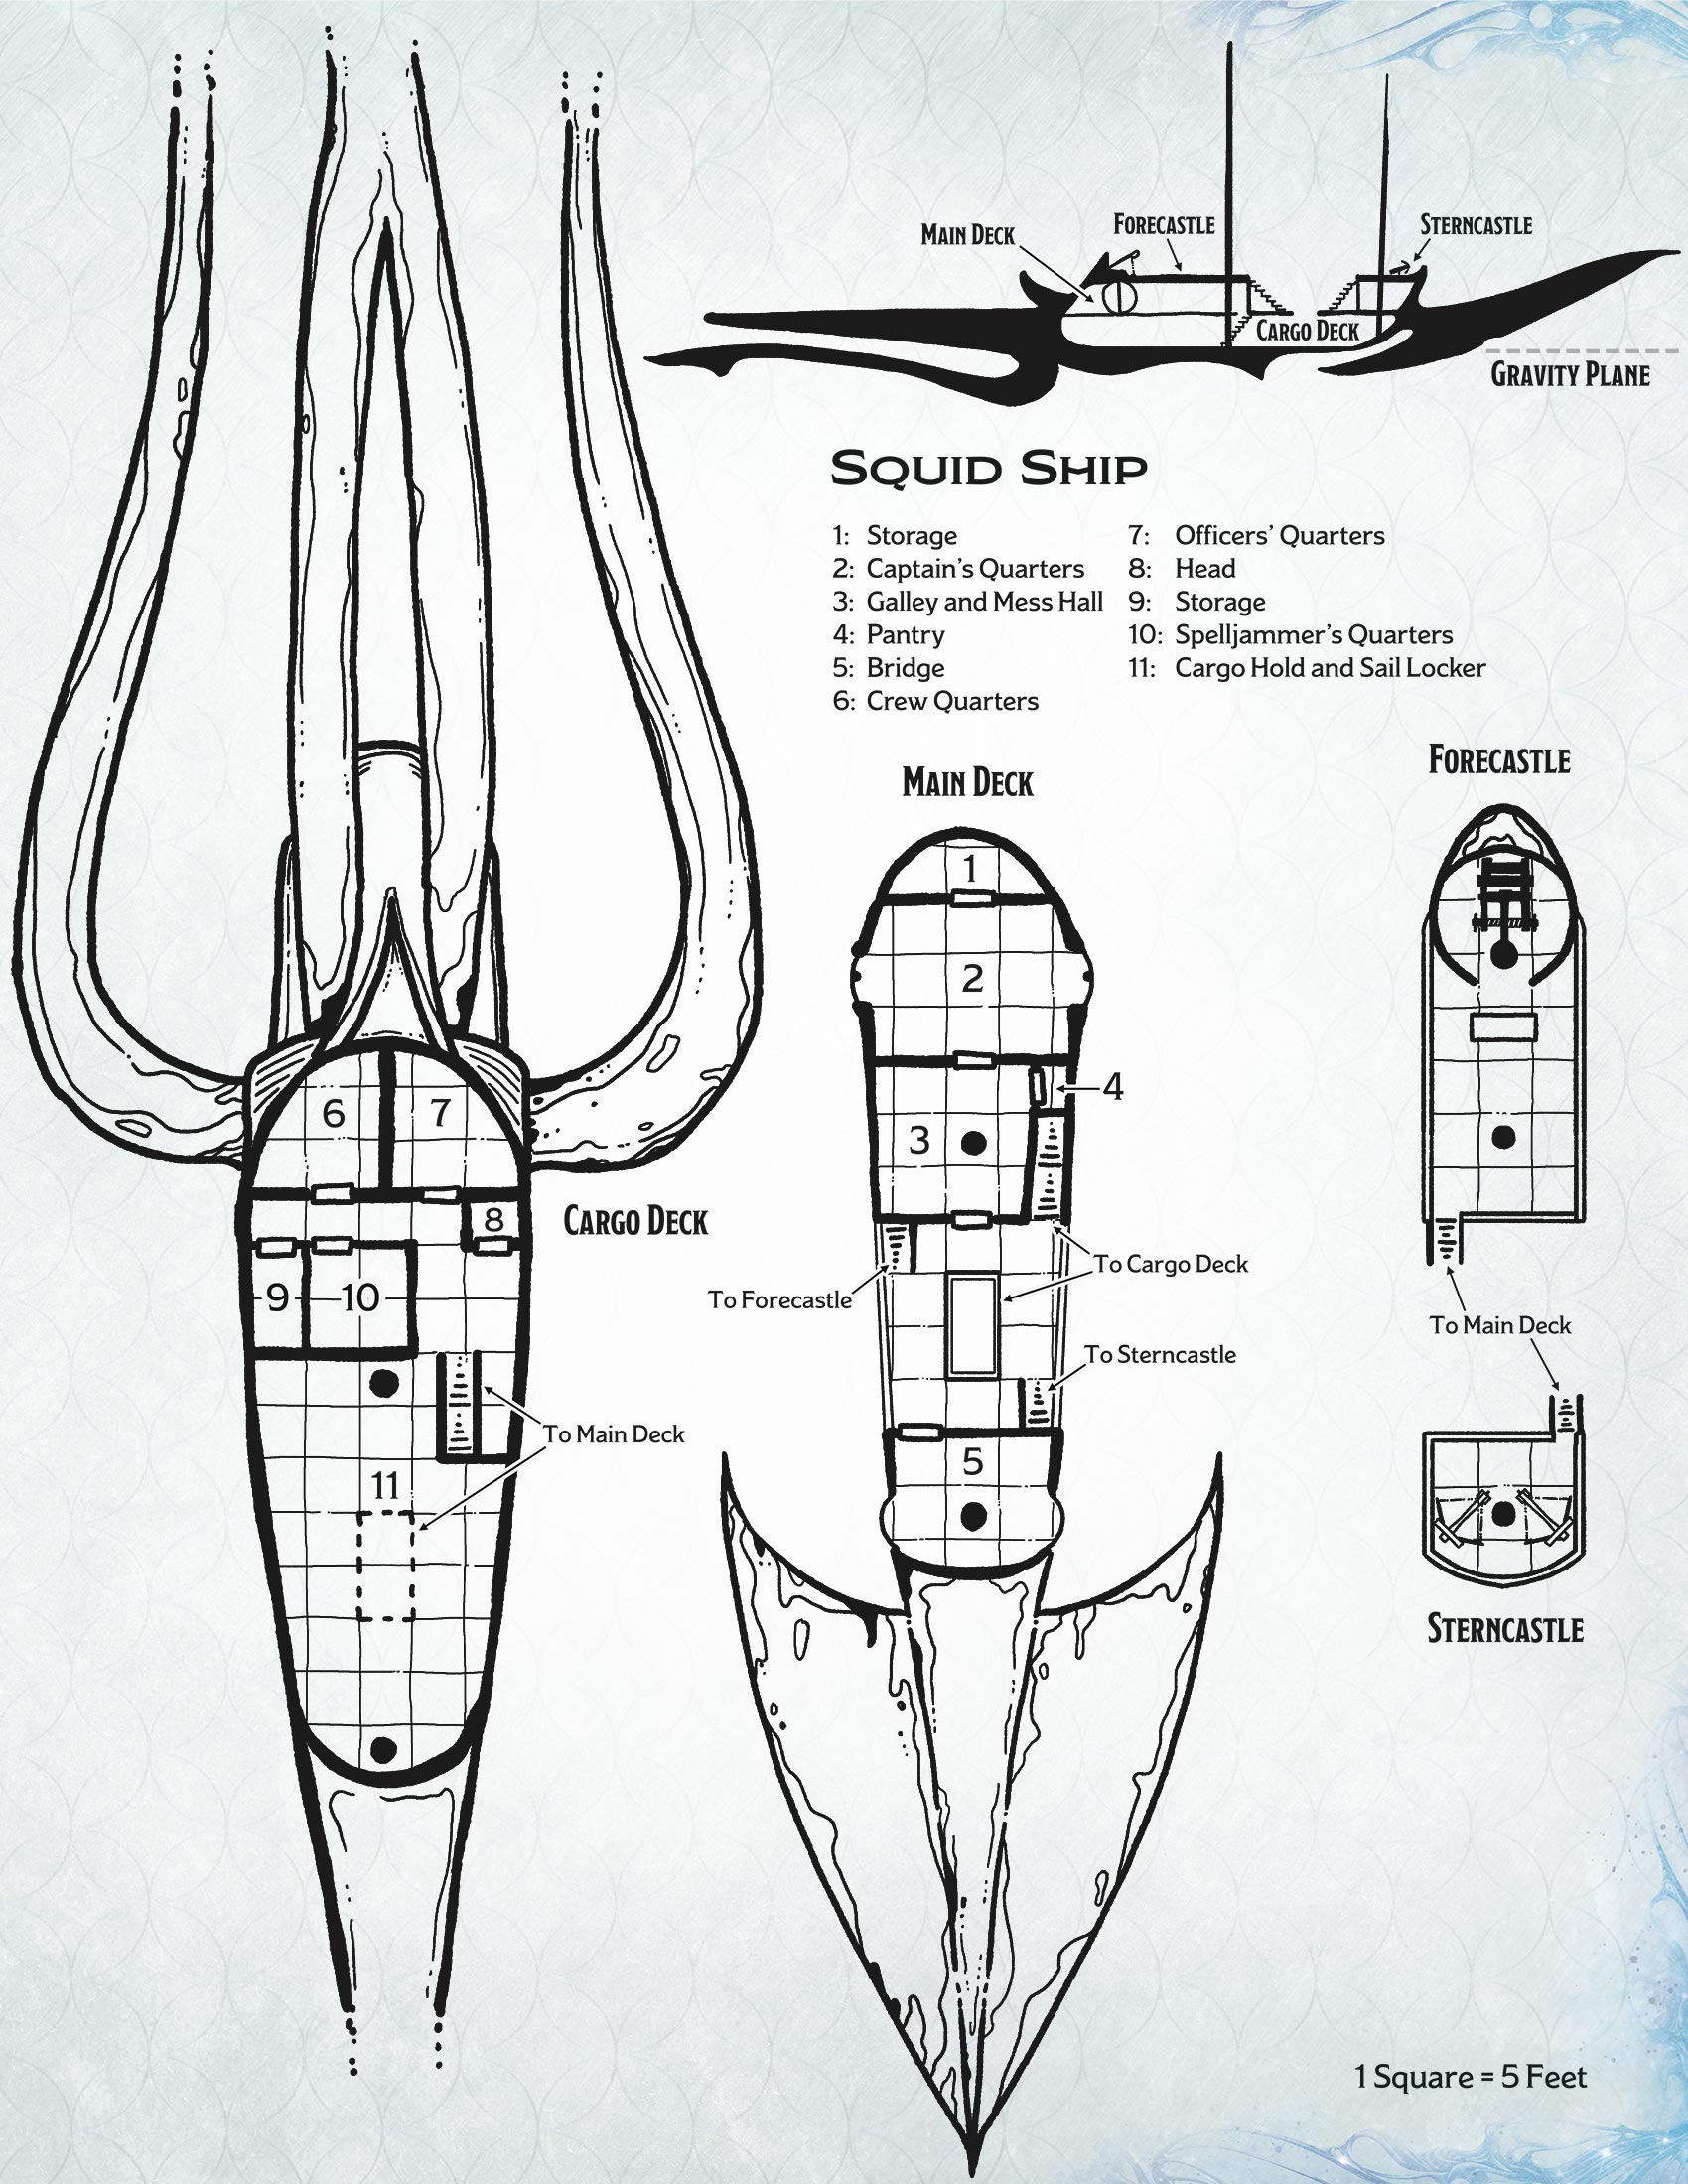 Main Deck
Forecastle
Sterncastle
Cargo Deck
Gravity Plane
Squid Ship
1: Storage
2: Captain's Quarters
3: Galley and Mess Hall
4: Pantry
5: Bridge
6: Crew Quarters
7: Officers' Quarters
8: Head
9: Storage
10: Spelljammer's Quarters
11: Cargo Hold and Sail Locker
Cargo Deck
6
7
8
9
10
11
To Main Deck
Main Deck
1
2
3
4
5
To Forecastle
To Cargo Deck
To Sterncastle
Forecastle
To Main Deck
Sterncastle
1 Square = 5 Feet